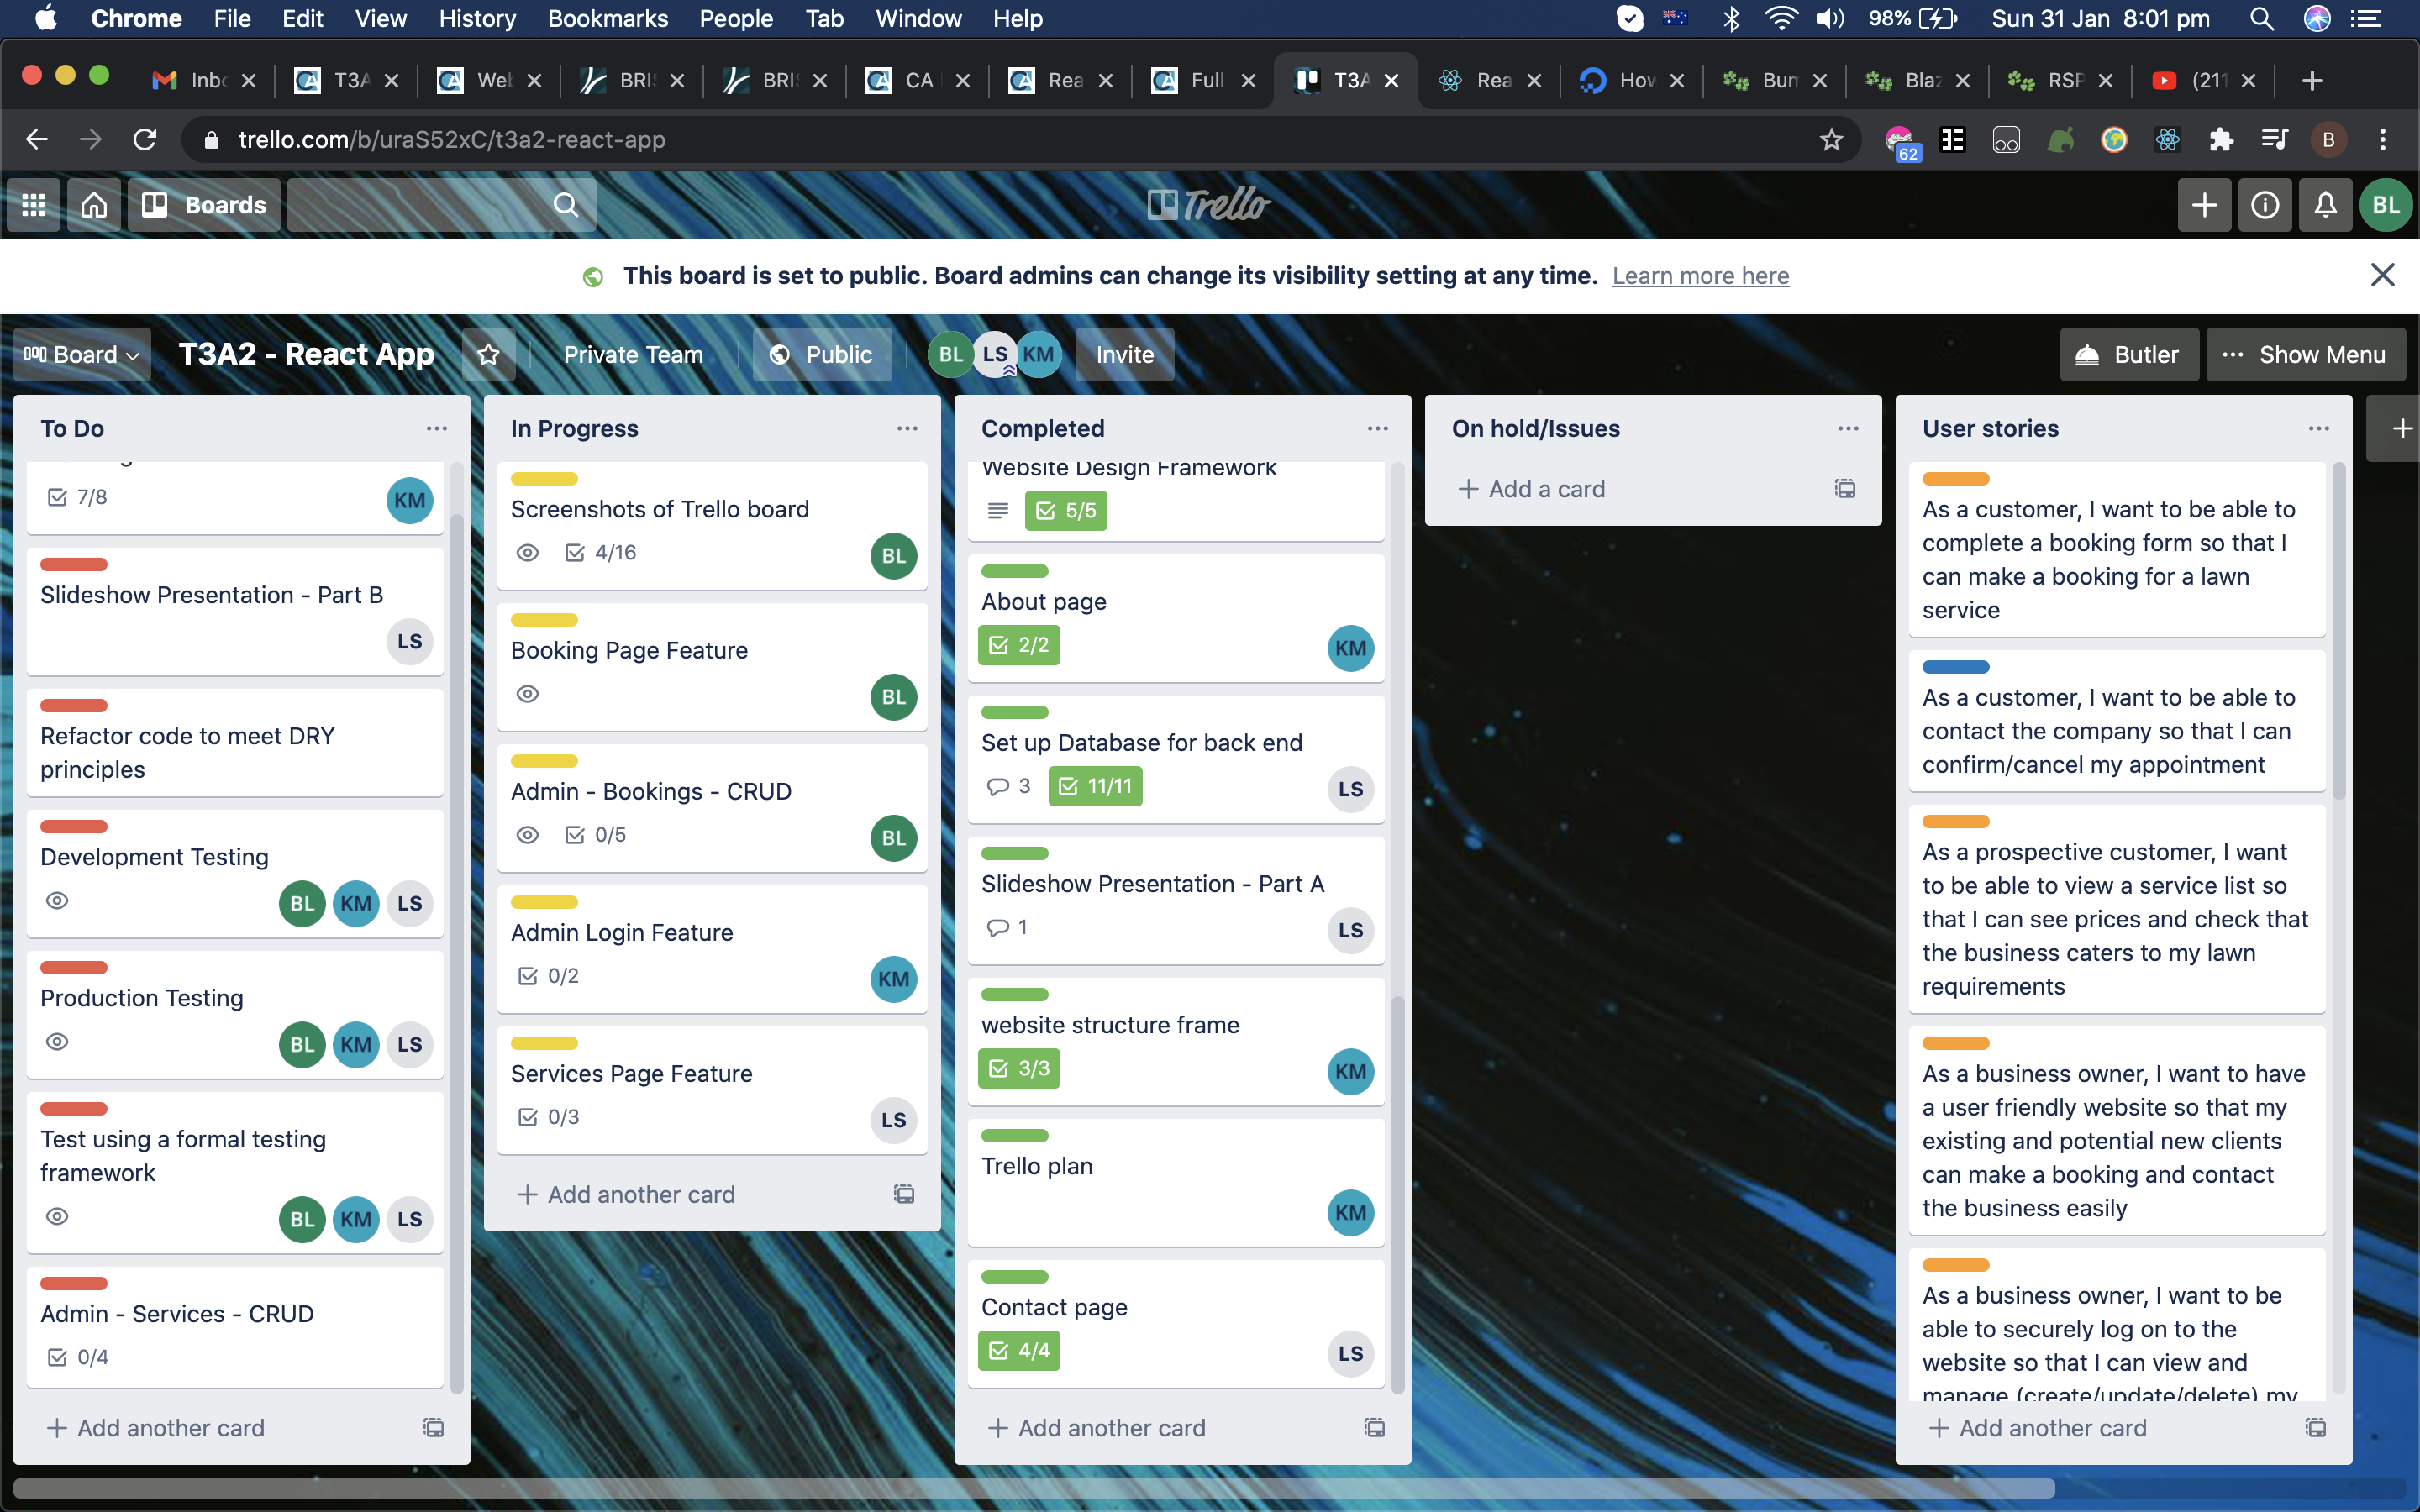 Chrome File Edit View History Bookmarks People Tab Window Help 98% Sun 31 Jan 8:01 pm
Inbo T3A Web BRI BRI CA Rea Full T3A Rea How Bun Blaz RSP (211
trello.com/b/uraS52xC/t3a2-react-app 62 B
Boards Trello BL
This board is set to public. Board admins can change its visibility setting at any time. Learn more here
Board T3A2 - React App Private Team Public BL LS KM Invite Butler Show Menu
To Do
7/8 KM
Slideshow Presentation - Part B
LS
Refactor code to meet DRY
principles
Development Testing
BL KM LS
Production Testing
BL KM LS
Test using a formal testing
framework
BL KM LS
Admin - Services - CRUD
0/4
Add another card
In Progress
Screenshots of Trello board
4/16 BL
Booking Page Feature
BL
Admin - Bookings - CRUD
0/5 BL
Admin Login Feature
0/2 KM
Services Page Feature
0/3 LS
Add another card
Completed
Website Design Framework
5/5
About page
2/2 KM
Set up Database for back end
3 11/11 LS
Slideshow Presentation - Part A
1 LS
website structure frame
3/3 KM
Trello plan
KM
Contact page
4/4 LS
Add another card
On hold/Issues
Add a card
User stories
As a customer, I want to be able to
complete a booking form so that I
can make a booking for a lawn
service
As a customer, I want to be able to
contact the company so that I can
confirm/cancel my appointment
As a prospective customer, I want
to be able to view a service list so
that I can see prices and check that
the business caters to my lawn
requirements
As a business owner, I want to have
a user friendly website so that my
existing and potential new clients
can make a booking and contact
the business easily
As a business owner, I want to be
able to securely log on to the
website so that I can view and
manage (create/update/delete) my
Add another card